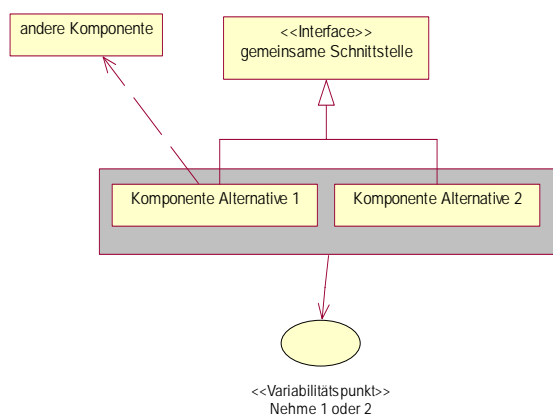 andere Komponente
<<Interface>>
gemeinsame Schnittstelle
Komponente Alternative 1
Komponente Alternative 2
<<Variabilitätspunkt>>
Nehme 1 oder 2